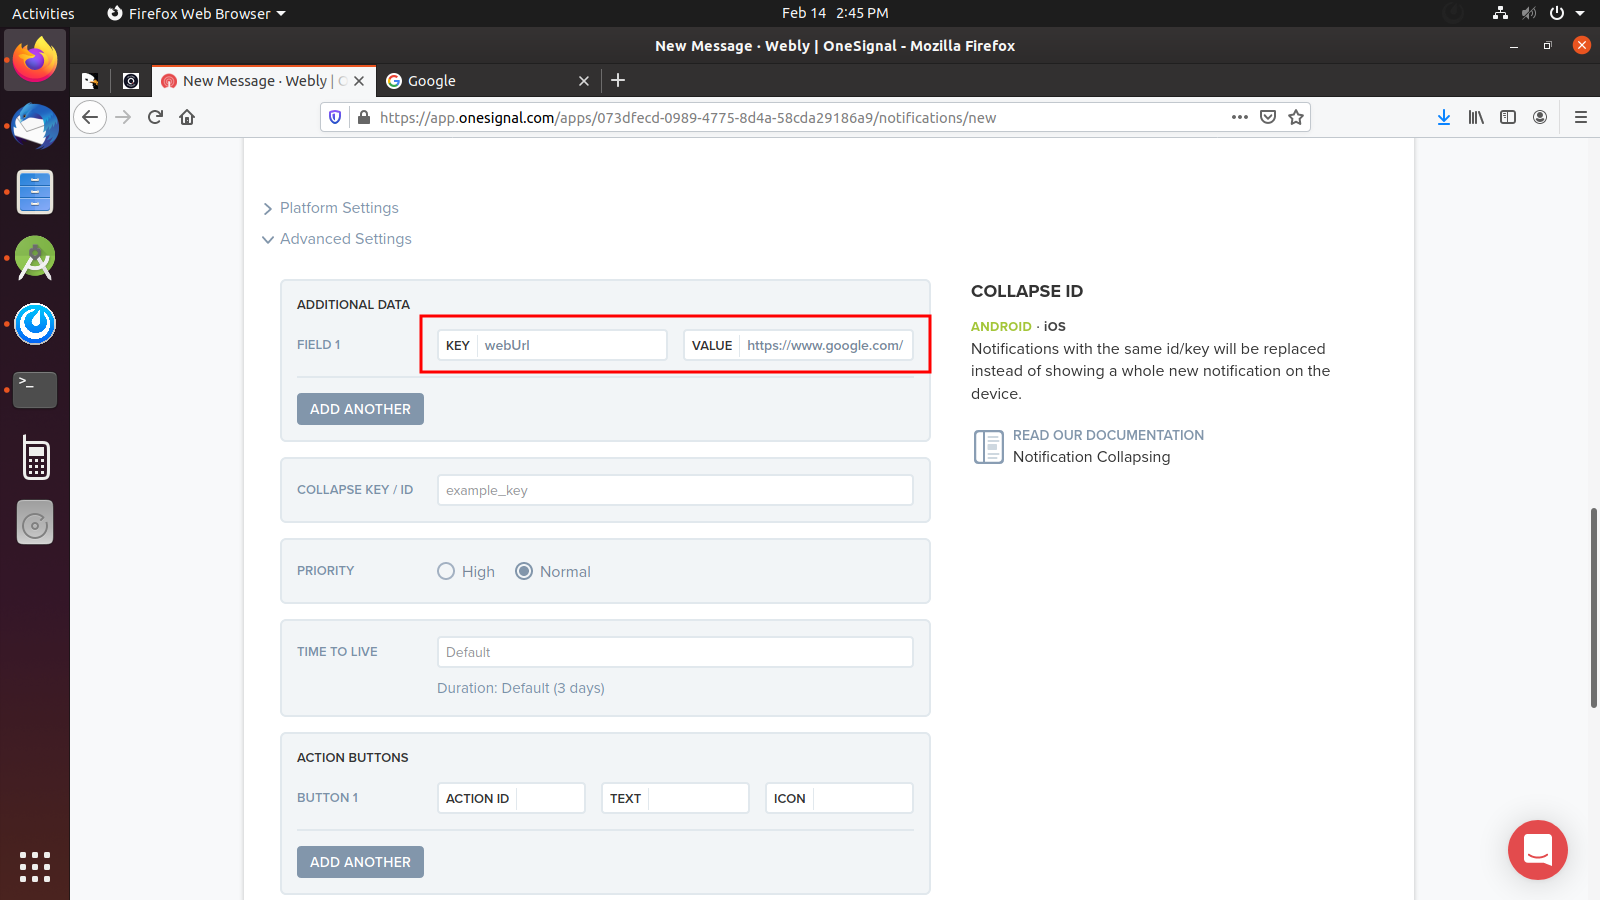 Activities
Firefox Web Browser
Feb 14 2:45 PM
New Message · Webly | OneSignal - Mozilla Firefox
New Message · Webly |
Google
https://app.onesignal.com/apps/073dfecd-0989-4775-8d4a-58cda29186a9/notifications/new
Platform Settings
Advanced Settings
ADDITIONAL DATA
FIELD 1
KEY webUrl
VALUE https://www.google.com/
ADD ANOTHER
COLLAPSE KEY / ID
example_key
PRIORITY
High
Normal
TIME TO LIVE
Default
Duration: Default (3 days)
ACTION BUTTONS
BUTTON 1
ACTION ID
TEXT
ICON
ADD ANOTHER
COLLAPSE ID
ANDROID · iOS
Notifications with the same id/key will be replaced
instead of showing a whole new notification on the
device.
READ OUR DOCUMENTATION
Notification Collapsing